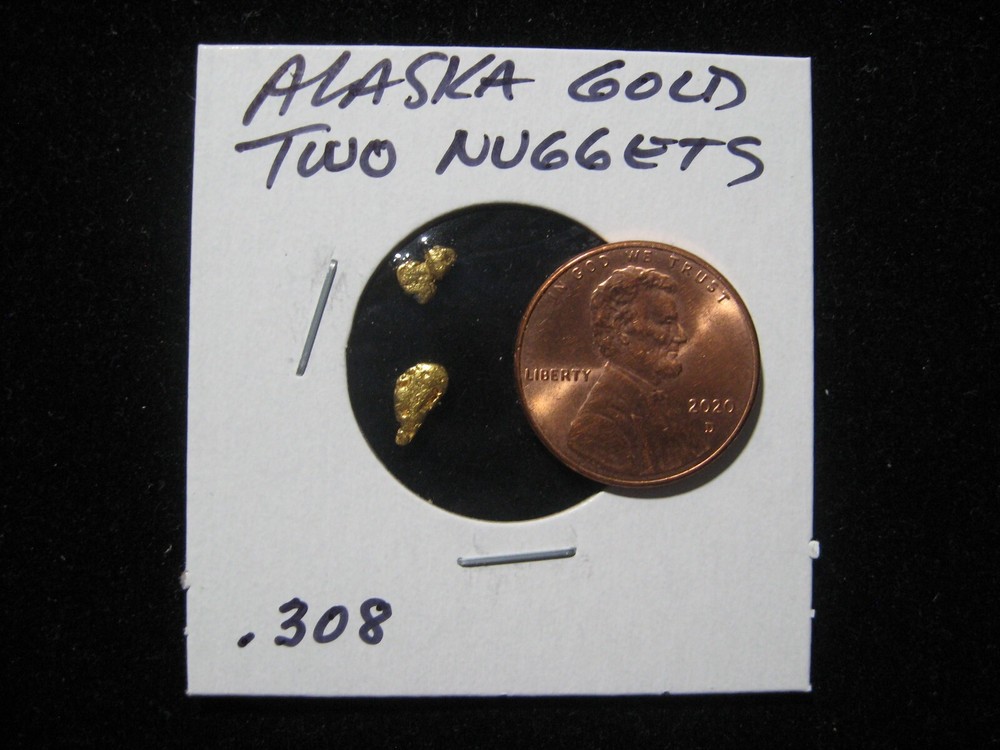 ALASKA GOLD
TWO NUGGETS
IN GOD WE TRUST
LIBERTY
2020
D
.308